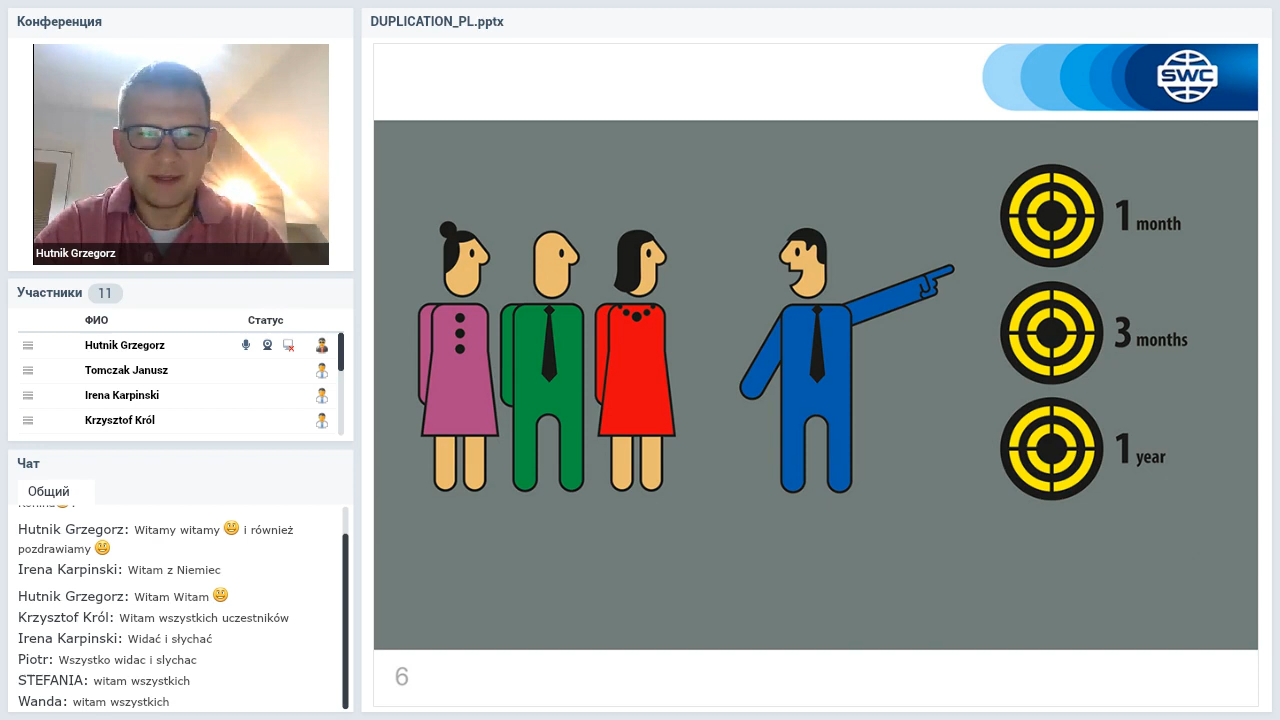 Конференция
Hutnik Grzegorz
Участники 11
ФИО Статус
Hutnik Grzegorz
Tomczak Janusz
Irena Karpinski
Krzysztof Król
Чат
Общий
Hutnik Grzegorz: Witamy witamy i również
pozdrawiamy
Irena Karpinski: Witam z Niemiec
Hutnik Grzegorz: Witam Witam
Krzysztof Król: Witam wszystkich uczestników
Irena Karpinski: Widać i słychać
Piotr: Wszystko widac i slychac
STEFANIA: witam wszystkich
Wanda: witam wszystkich
DUPLICATION_PL.pptx
SWC
1 month
3 months
1 year
6